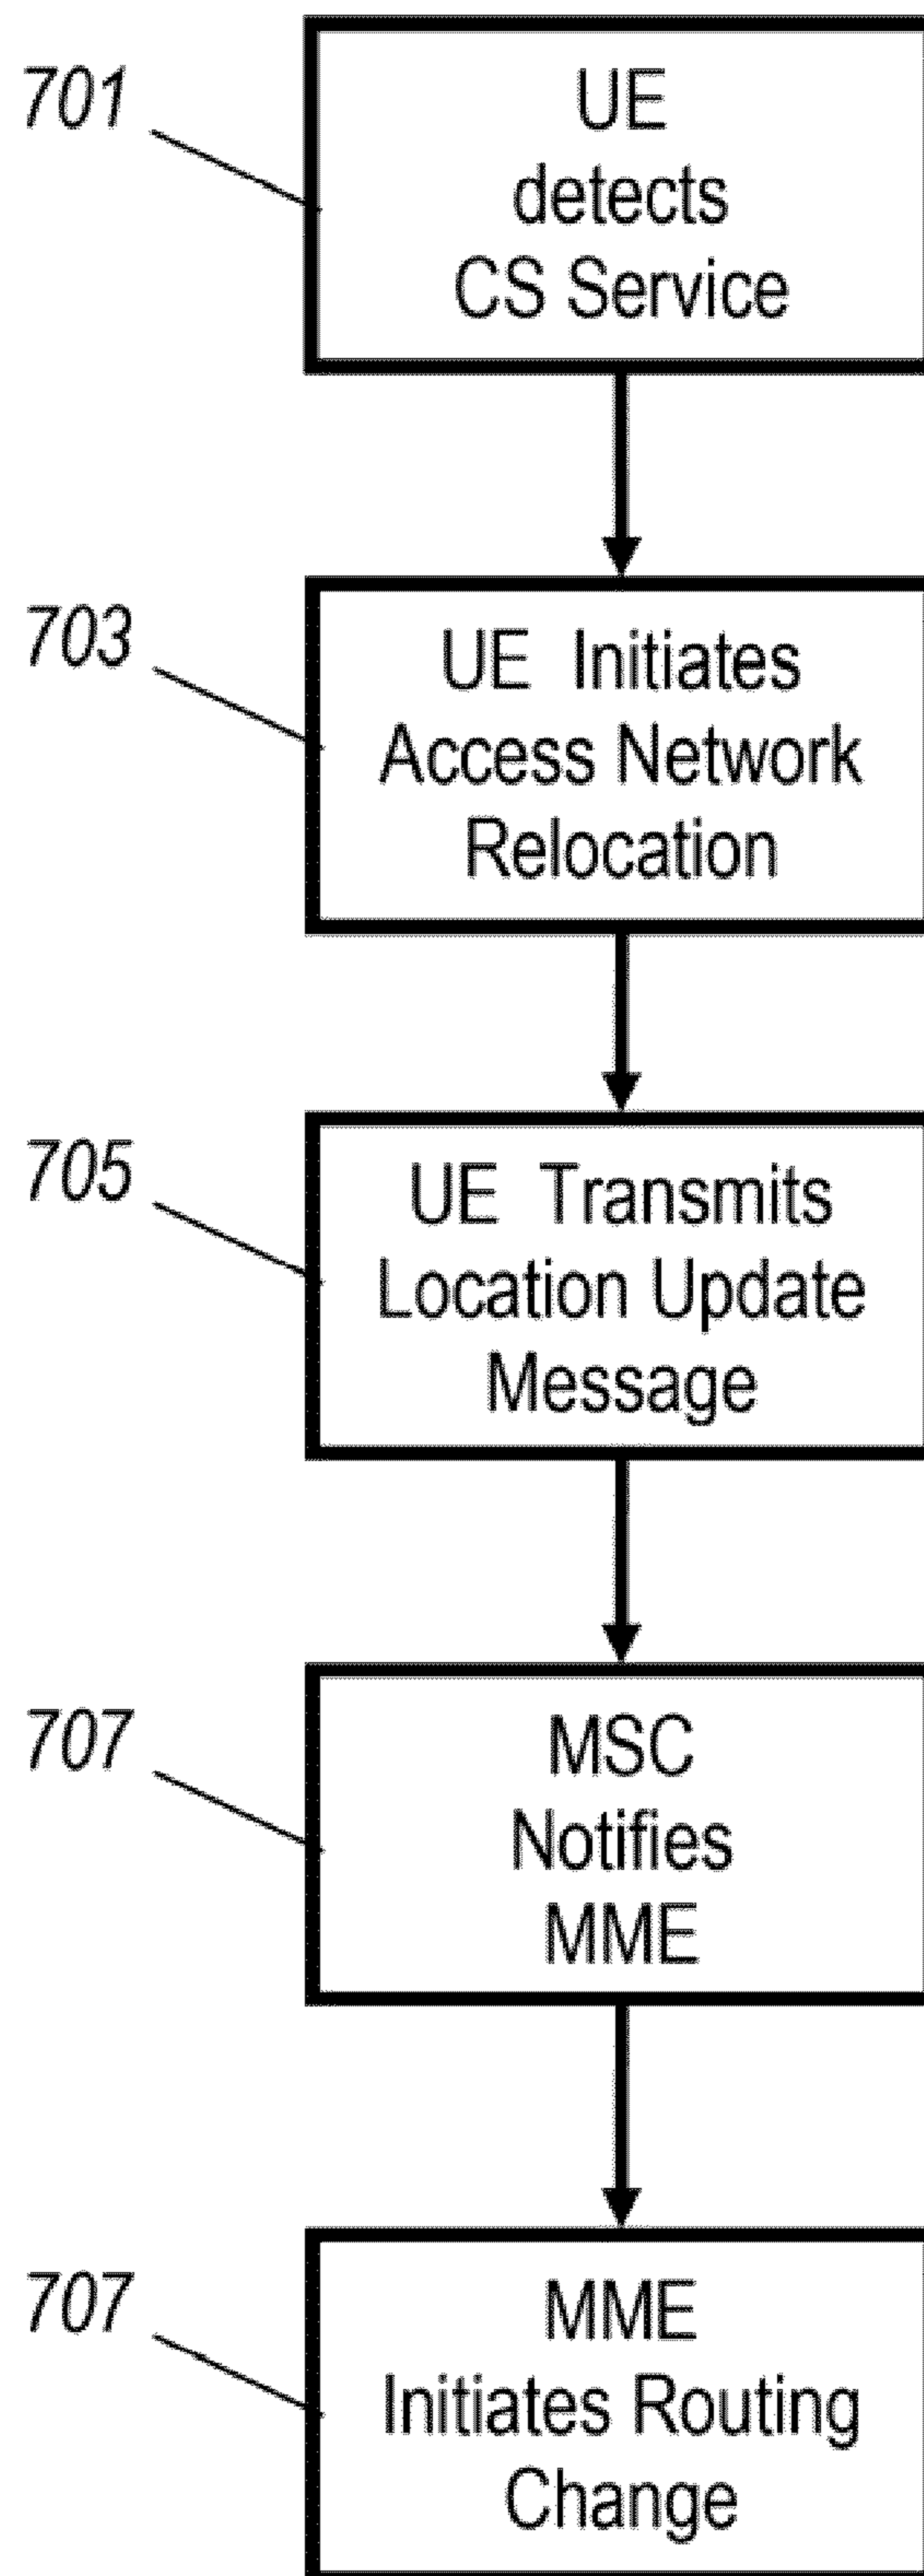 701
UE
detects
CS Service
703
UE Initiates
Access Network
Relocation
705
UE Transmits
Location Update
Message
707
MSC
Notifies
MME
707
MME
Initiates Routing
Change